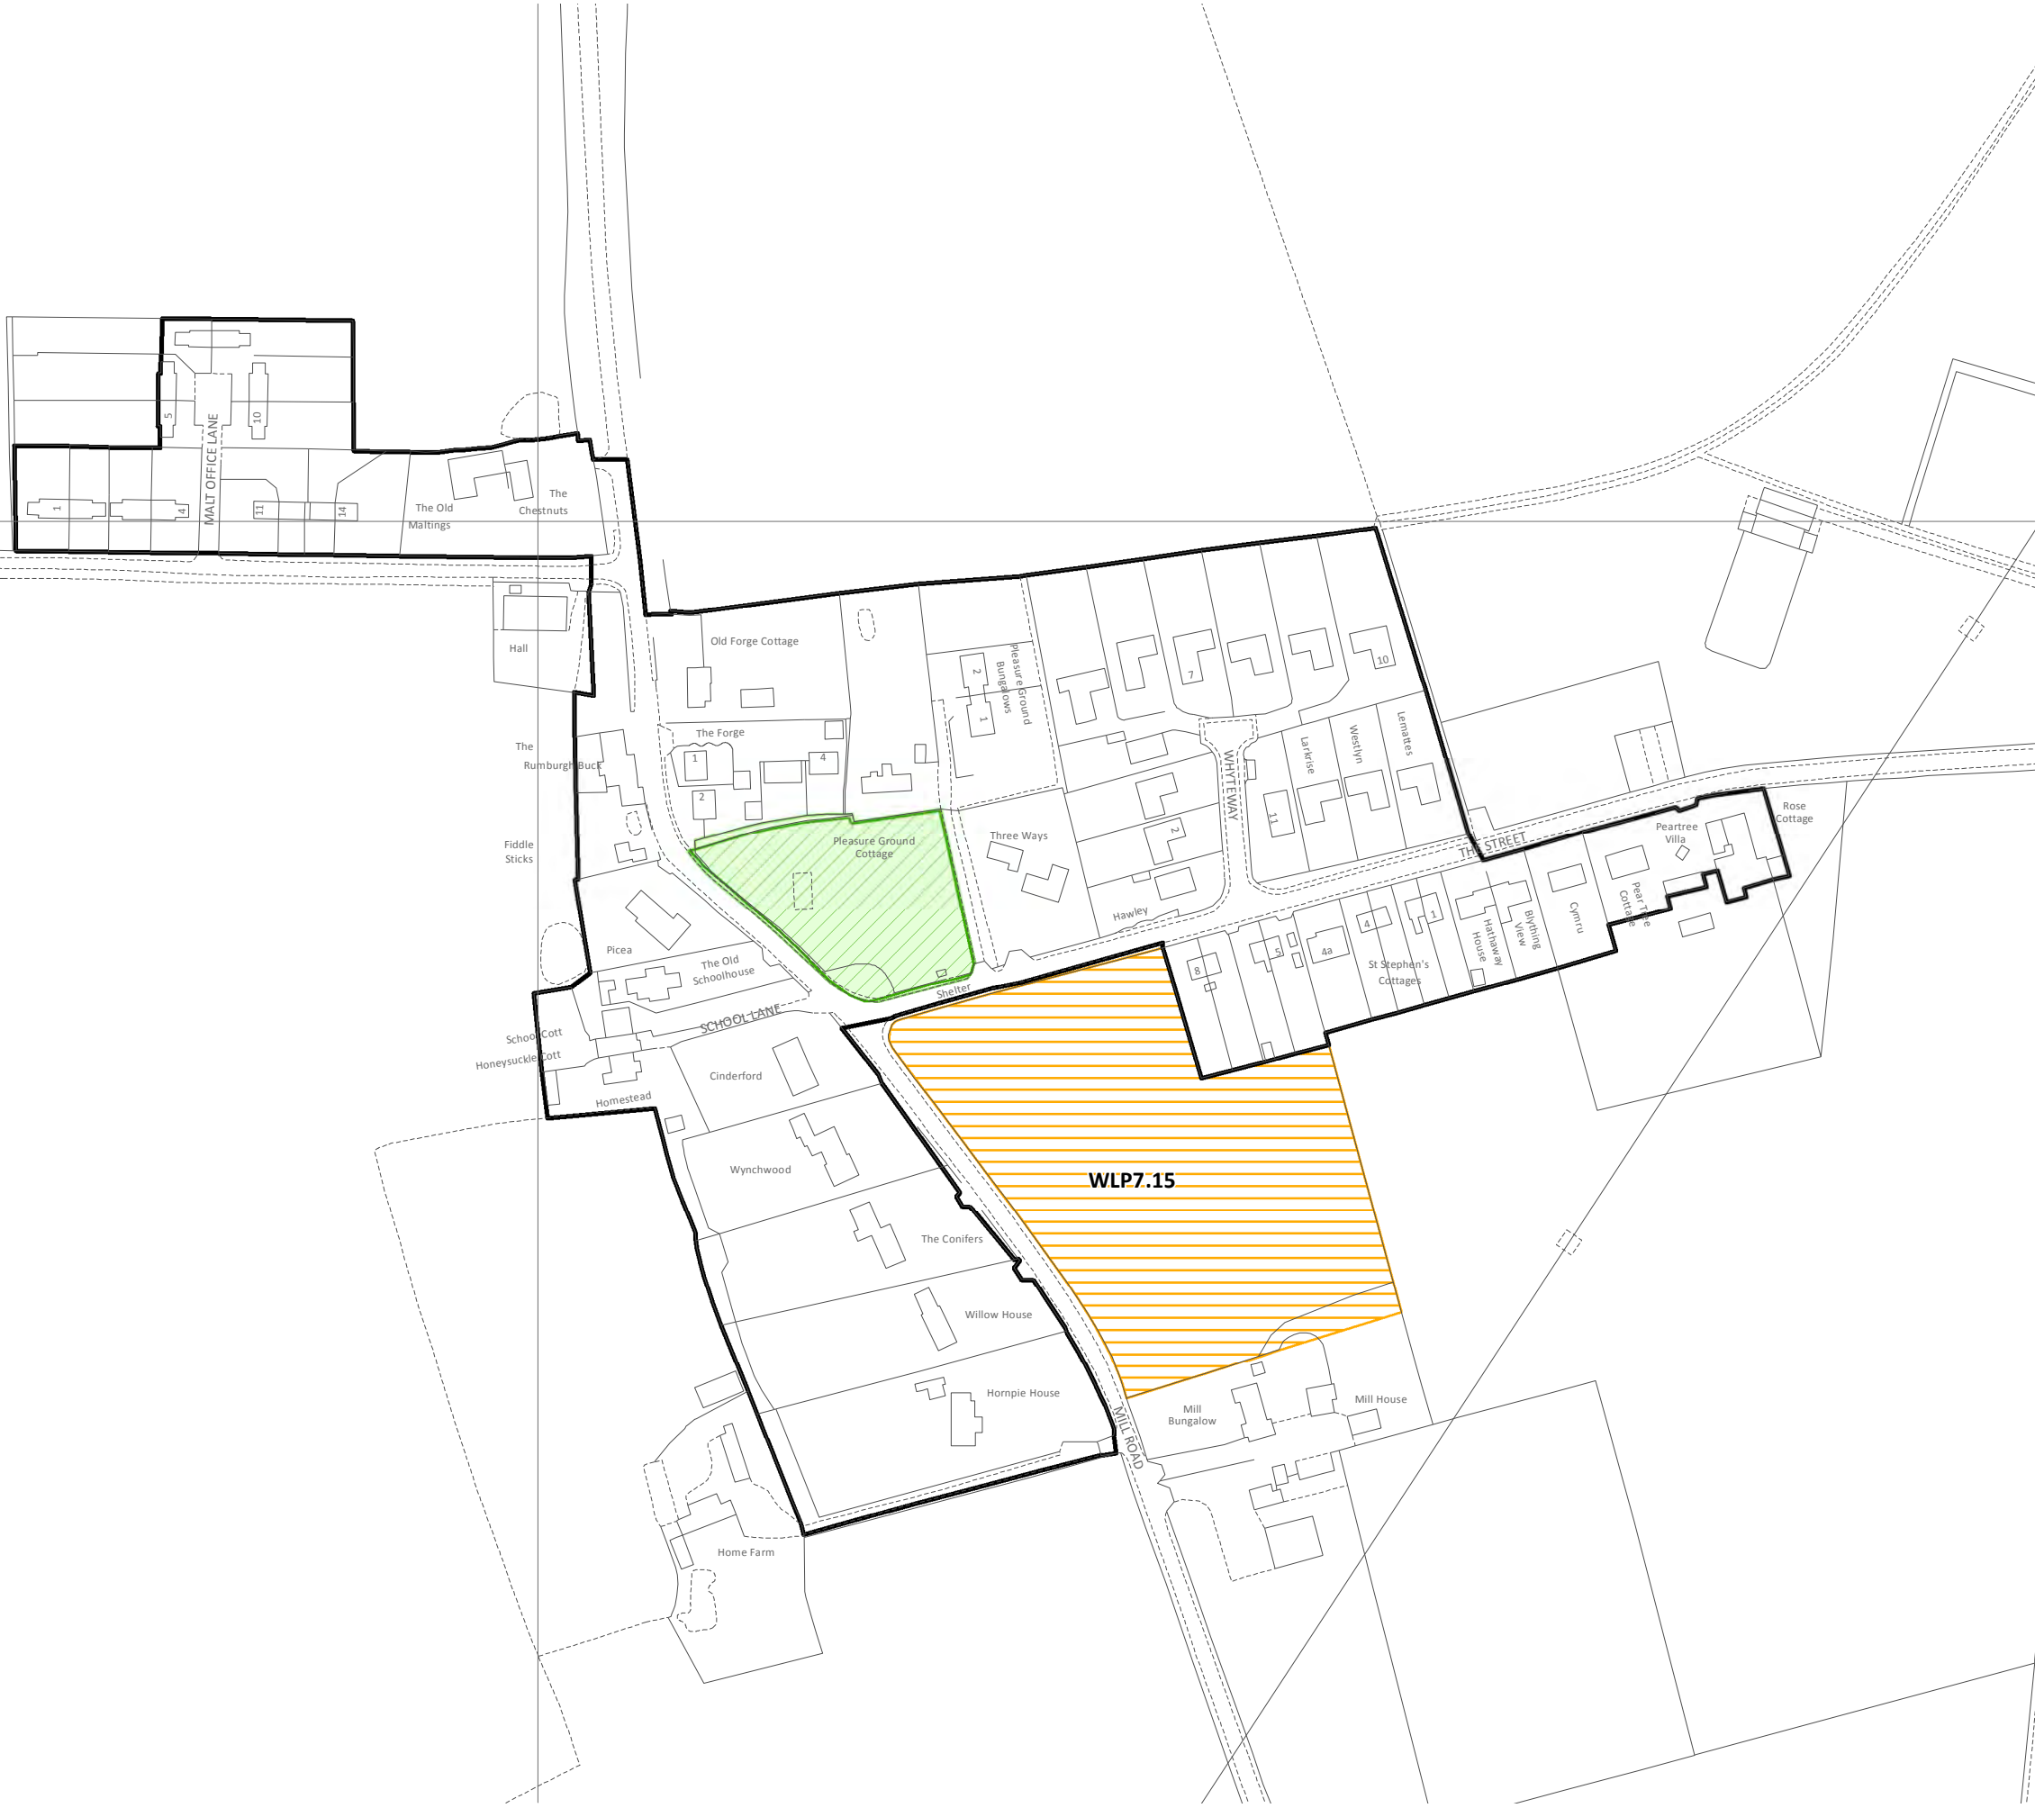 5
10
MALT OFFICE LANE
1
4
11
14
The Old
Maltings
The
Chestnuts
Hall
Old Forge Cottage
2
1
Pleasure Ground
Bungalows
7
10
The
Rumburgh Buck
The Forge
1
4
2
WHYTEWAY
Larkrise
Westlyn
Lemattes
11
Fiddle
Sticks
Pleasure Ground
Cottage
Three Ways
2
THE STREET
Peartree
Villa
Rose
Cottage
Hawley
Picea
The Old
Schoolhouse
Shelter
8
5
4a
4
1
St Stephen's
Cottages
Hathaway
House
Blything
View
Cymru
Pear Tree
Cottage
SCHOOL LANE
School Cott
Honeysuckle Cott
Homestead
Cinderford
Wynchwood
WLP7.15
The Conifers
Willow House
Hornpie House
MILL ROAD
Mill
Bungalow
Mill House
Home Farm